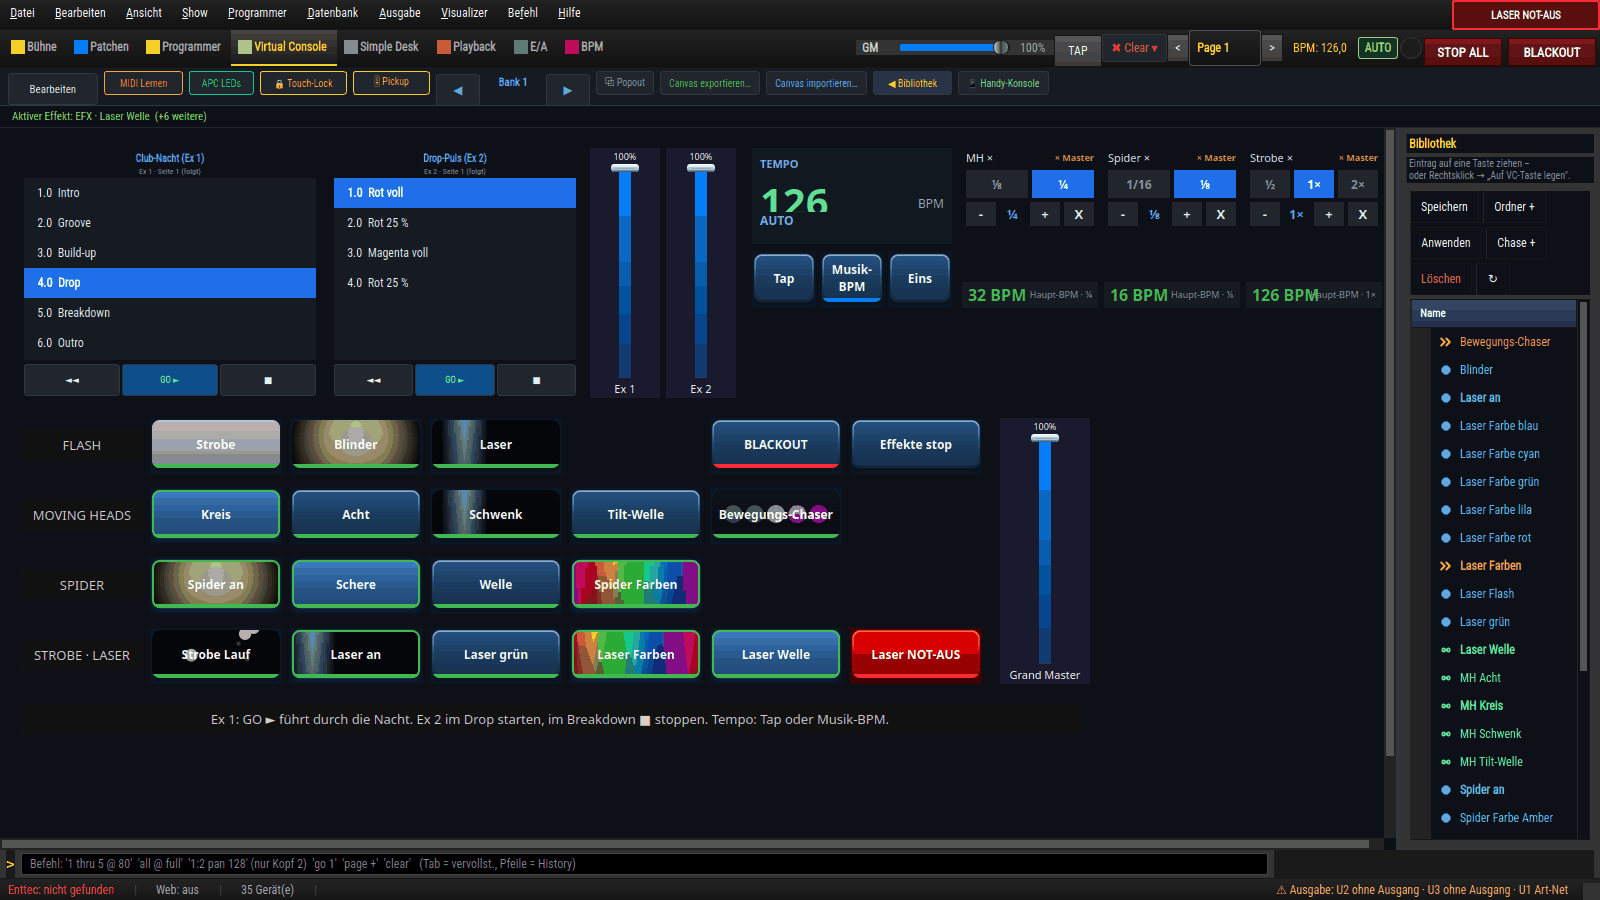 Datei Bearbeiten Ansicht Show Programmer Datenbank Ausgabe Visualizer Befehl Hilfe
LASER NOT-AUS
Bühne Patchen Programmer Virtual Console Simple Desk Playback E/A BPM
GM 100% TAP ✖ Clear ▾ < Page 1 > BPM: 126,0 AUTO STOP ALL BLACKOUT
Bearbeiten MIDI Lernen APC LEDs Touch-Lock Pickup ◀ Bank 1 ▶ Popout Canvas exportieren... Canvas importieren... ◀ Bibliothek Handy-Konsole
Aktiver Effekt: EFX · Laser Welle (+6 weitere)
Club-Nacht (Ex 1)
Ex 1 · Seite 1 (folgt)
1.0 Intro
2.0 Groove
3.0 Build-up
4.0 Drop
5.0 Breakdown
6.0 Outro
◄◄ GO ► ■
Drop-Puls (Ex 2)
Ex 2 · Seite 1 (folgt)
1.0 Rot voll
2.0 Rot 25 %
3.0 Magenta voll
4.0 Rot 25 %
◄◄ GO ► ■
100% 100%
Ex 1 Ex 2
TEMPO
126 BPM
AUTO
Tap Musik-BPM Eins
MH × × Master
⅛ ¼
- ¼ + X
32 BPM Haupt-BPM · ¼
Spider × × Master
1/16 ⅛
- ⅛ + X
16 BPM Haupt-BPM · ⅛
Strobe × × Master
½ 1× 2×
- 1× + X
126 BPM Haupt-BPM · 1×
FLASH Strobe Blinder Laser BLACKOUT Effekte stop
MOVING HEADS Kreis Acht Schwenk Tilt-Welle Bewegungs-Chaser
SPIDER Spider an Schere Welle Spider Farben
STROBE · LASER Strobe Lauf Laser an Laser grün Laser Farben Laser Welle Laser NOT-AUS
100%
Grand Master
Ex 1: GO ► führt durch die Nacht. Ex 2 im Drop starten, im Breakdown ■ stoppen. Tempo: Tap oder Musik-BPM.
Bibliothek
Eintrag auf eine Taste ziehen –
oder Rechtsklick → „Auf VC-Taste legen".
Speichern Ordner +
Anwenden Chase +
Löschen ↻
Name
Bewegungs-Chaser
Blinder
Laser an
Laser Farbe blau
Laser Farbe cyan
Laser Farbe grün
Laser Farbe lila
Laser Farbe rot
Laser Farben
Laser Flash
Laser grün
Laser Welle
MH Acht
MH Kreis
MH Schwenk
MH Tilt-Welle
Spider an
Spider Farbe Amber
> Befehl: '1 thru 5 @ 80' 'all @ full' '1:2 pan 128' (nur Kopf 2) 'go 1' 'page +' 'clear' (Tab = vervollst., Pfeile = History)
Enttec: nicht gefunden Web: aus 35 Gerät(e)
⚠ Ausgabe: U2 ohne Ausgang · U3 ohne Ausgang · U1 Art-Net